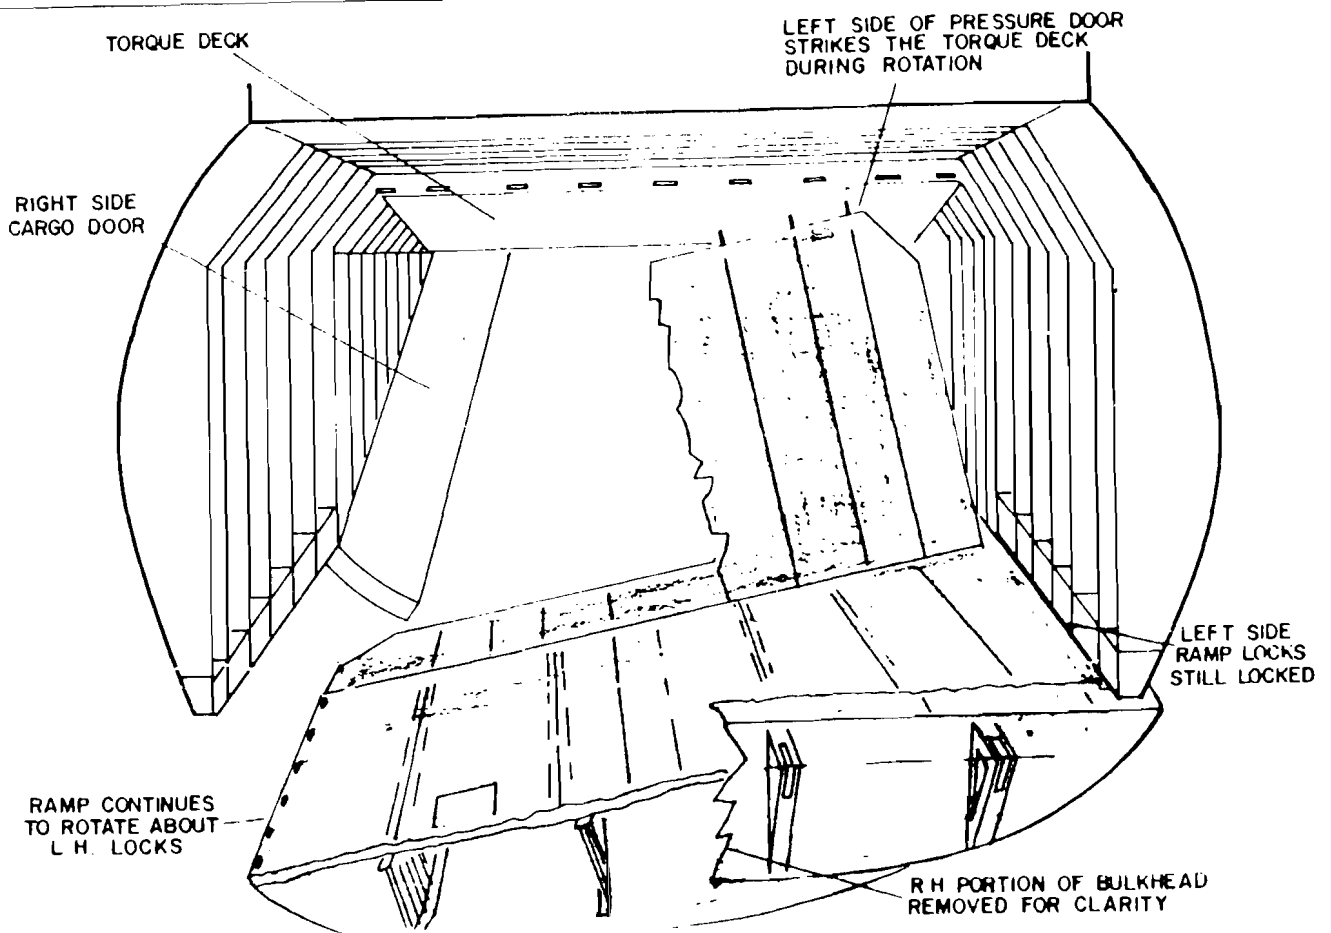 TORQUE DECK
LEFT SIDE OF PRESSURE DOOR
STRIKES THE TORQUE DECK
DURING ROTATION
RIGHT SIDE
CARGO DOOR
LEFT SIDE
RAMP LOCKS
STILL LOCKED
RAMP CONTINUES
TO ROTATE ABOUT
L H. LOCKS
R H PORTION OF BULKHEAD
REMOVED FOR CLARITY